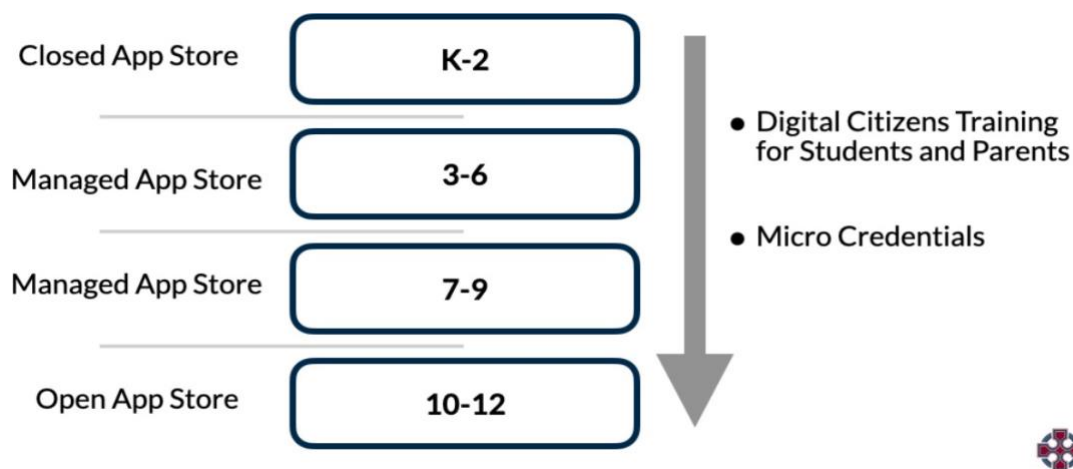 Closed App Store
K-2
Managed App Store
3-6
Managed App Store
7-9
Open App Store
10-12
• Digital Citizens Training
for Students and Parents
• Micro Credentials